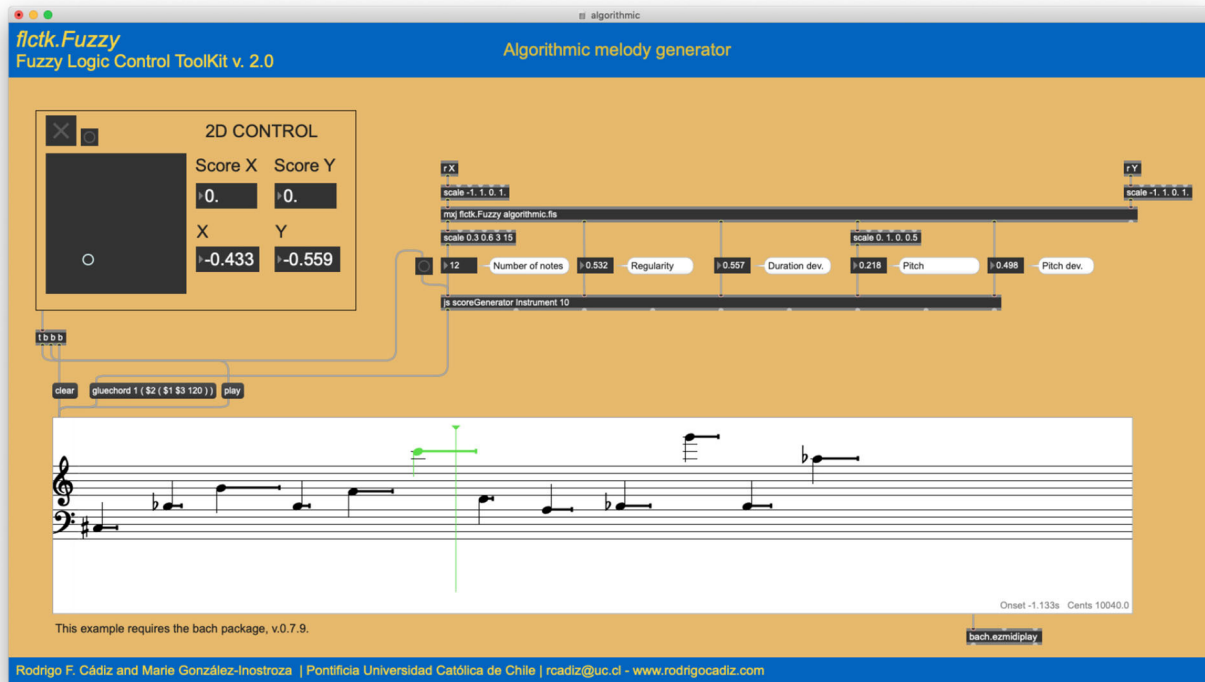 algorithmic
flctk.Fuzzy
Fuzzy Logic Control ToolKit v. 2.0
Algorithmic melody generator
2D CONTROL
Score X Score Y
0. 0.
X Y
-0.433 -0.559
r X
r Y
scale -1. 1. 0. 1.
scale -1. 1. 0. 1.
mxj flctk.Fuzzy algorithmic.fis
scale 0.3 0.6 3 15
scale 0. 1. 0. 0.5
12 Number of notes 0.532 Regularity 0.557 Duration dev. 0.218 Pitch 0.498 Pitch dev.
js scoreGenerator Instrument 10
t b b b
clear gluechord 1 ( $2 ( $1 $3 120 ) ) play
Onset -1.133s Cents 10040.0
This example requires the bach package, v.0.7.9.
bach.ezmidiplay
Rodrigo F. Cádiz and Marie González-Inostroza | Pontificia Universidad Católica de Chile | rcadiz@uc.cl - www.rodrigocadiz.com